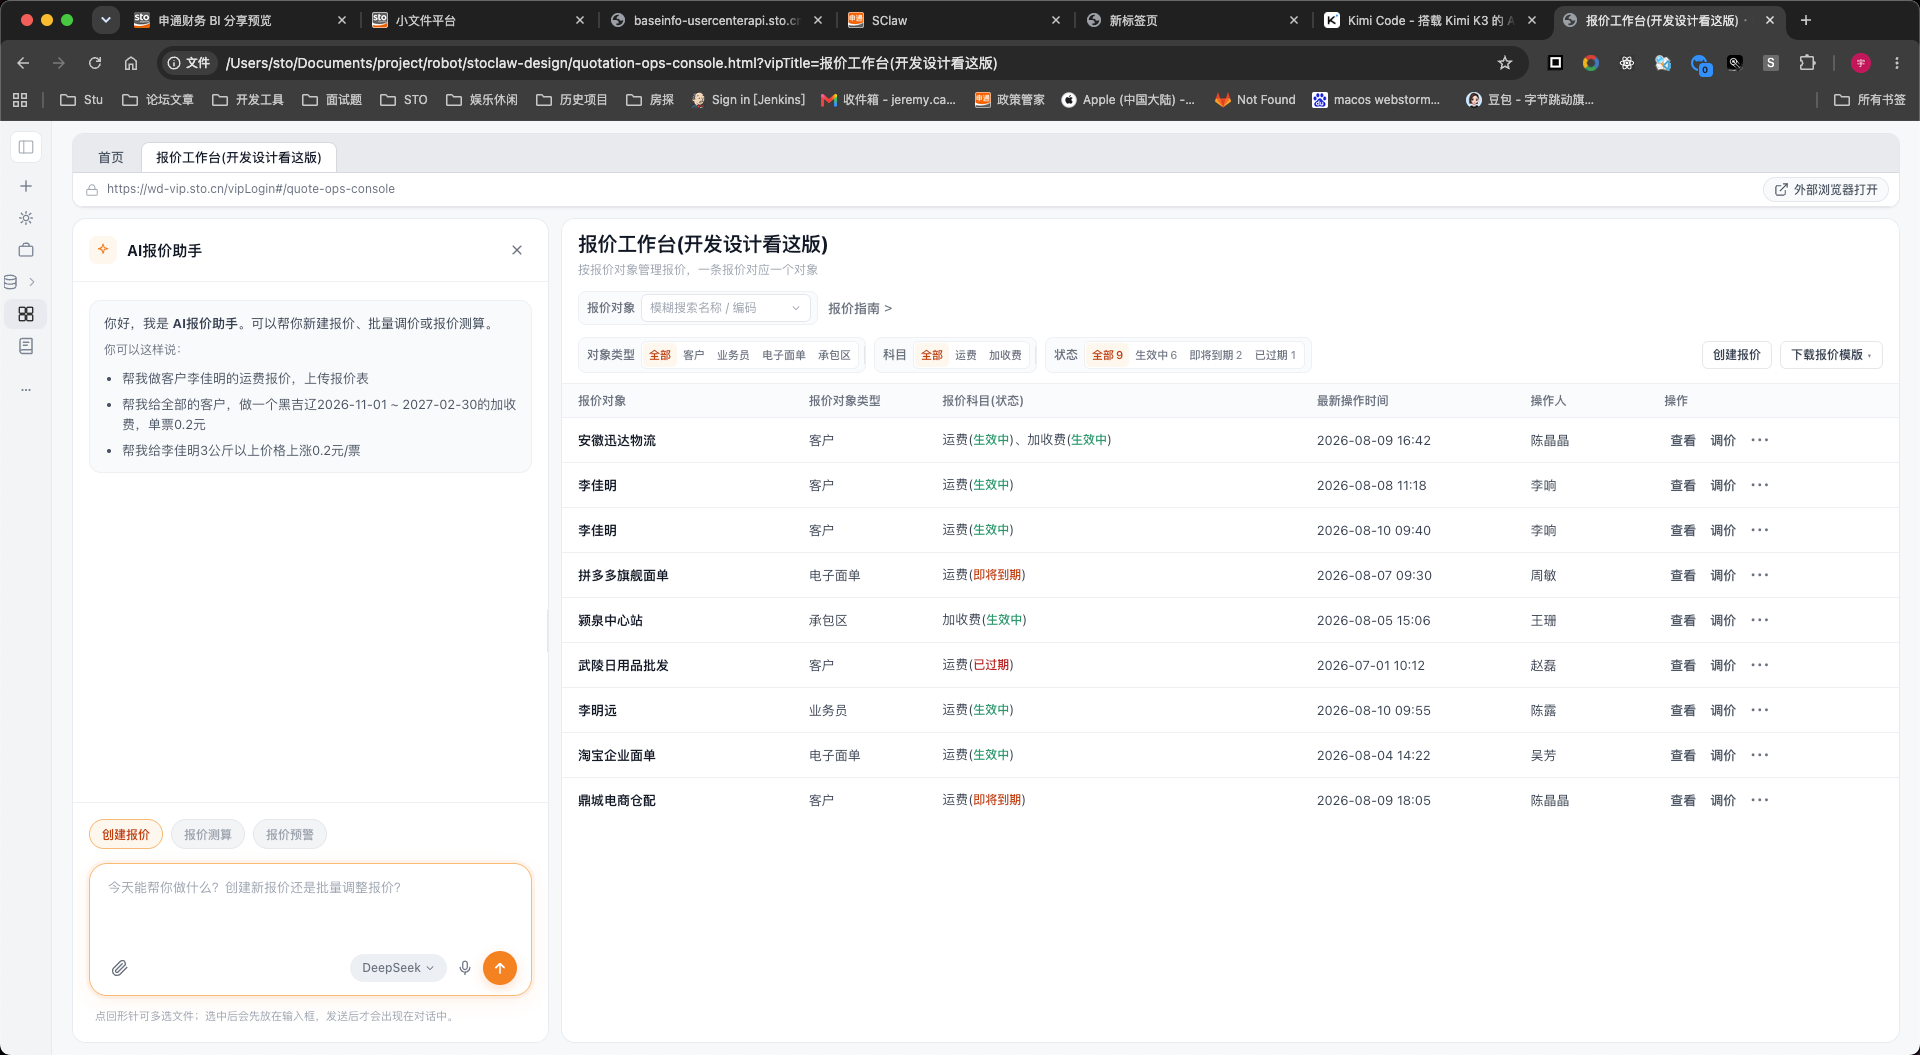 申通财务 BI 分享预览
小文件平台
baseinfo-usercenterapi.sto.cn
SClaw
新标签页
Kimi Code - 搭载 Kimi K3 的 A
报价工作台(开发设计看这版)
文件 /Users/sto/Documents/project/robot/stoclaw-design/quotation-ops-console.html?vipTitle=报价工作台(开发设计看这版)
Stu
论坛文章
开发工具
面试题
STO
娱乐休闲
历史项目
房探
Sign in [Jenkins]
收件箱 - jeremy.ca...
政策管家
Apple (中国大陆) -...
Not Found
macos webstorm...
豆包 - 字节跳动旗...
所有书签
首页
报价工作台(开发设计看这版)
https://wd-vip.sto.cn/vipLogin#/quote-ops-console
外部浏览器打开
AI报价助手
你好，我是 AI报价助手。可以帮你新建报价、批量调价或报价测算。
你可以这样说：
• 帮我做客户李佳明的运费报价，上传报价表
• 帮我给全部的客户，做一个黑吉辽2026-11-01 ~ 2027-02-30的加收
费，单票0.2元
• 帮我给李佳明3公斤以上价格上涨0.2元/票
创建报价 报价测算 报价预警
今天能帮你做什么？创建新报价还是批量调整报价?
DeepSeek
点回形针可多选文件；选中后会先放在输入框，发送后才会出现在对话中。
报价工作台(开发设计看这版)
按报价对象管理报价，一条报价对应一个对象
报价对象 模糊搜索名称 / 编码 报价指南 >
对象类型 全部 客户 业务员 电子面单 承包区 科目 全部 运费 加收费 状态 全部 9 生效中 6 即将到期 2 已过期 1 创建报价 下载报价模版
报价对象 报价对象类型 报价科目(状态) 最新操作时间 操作人 操作
安徽迅达物流 客户 运费(生效中)、加收费(生效中) 2026-08-09 16:42 陈晶晶 查看 调价 ···
李佳明 客户 运费(生效中) 2026-08-08 11:18 李响 查看 调价 ···
李佳明 客户 运费(生效中) 2026-08-10 09:40 李响 查看 调价 ···
拼多多旗舰面单 电子面单 运费(即将到期) 2026-08-07 09:30 周敏 查看 调价 ···
颍泉中心站 承包区 加收费(生效中) 2026-08-05 15:06 王珊 查看 调价 ···
武陵日用品批发 客户 运费(已过期) 2026-07-01 10:12 赵磊 查看 调价 ···
李明远 业务员 运费(生效中) 2026-08-10 09:55 陈露 查看 调价 ···
淘宝企业面单 电子面单 运费(生效中) 2026-08-04 14:22 吴芳 查看 调价 ···
鼎城电商仓配 客户 运费(即将到期) 2026-08-09 18:05 陈晶晶 查看 调价 ···